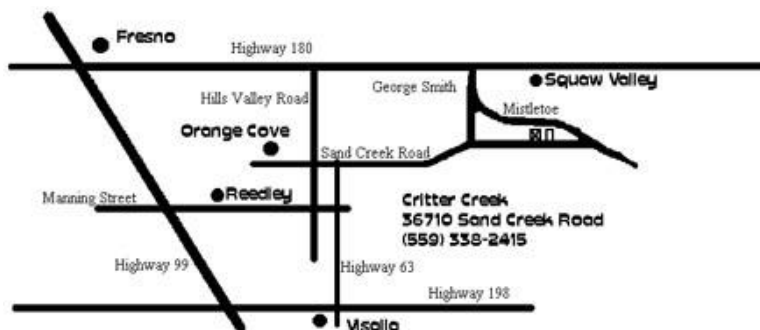 Fresno
Highway 180
Hills Valley Road
George Smith
Squaw Valley
Mistletoe
Orange Cove
Sand Creek Road
Manning Street
Reedley
Critter Creek
36710 Sand Creek Road
(559) 338-2415
Highway 99
Highway 63
Highway 198
Visalia